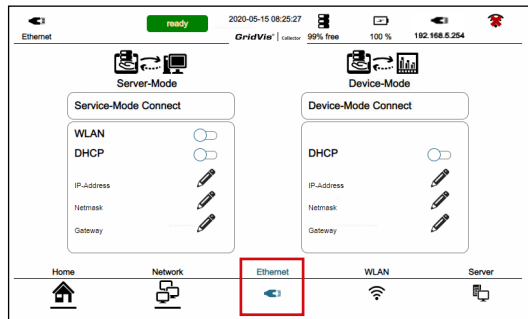 Ethernet
ready
2020-05-15 08:25:27
GridVis® | Collector
99% free
100 %
192.168.5.254
Server-Mode
Device-Mode
Service-Mode Connect
Device-Mode Connect
WLAN
DHCP
DHCP
IP-Address
IP-Address
Netmask
Netmask
Gateway
Gateway
Home
Network
Ethernet
WLAN
Server